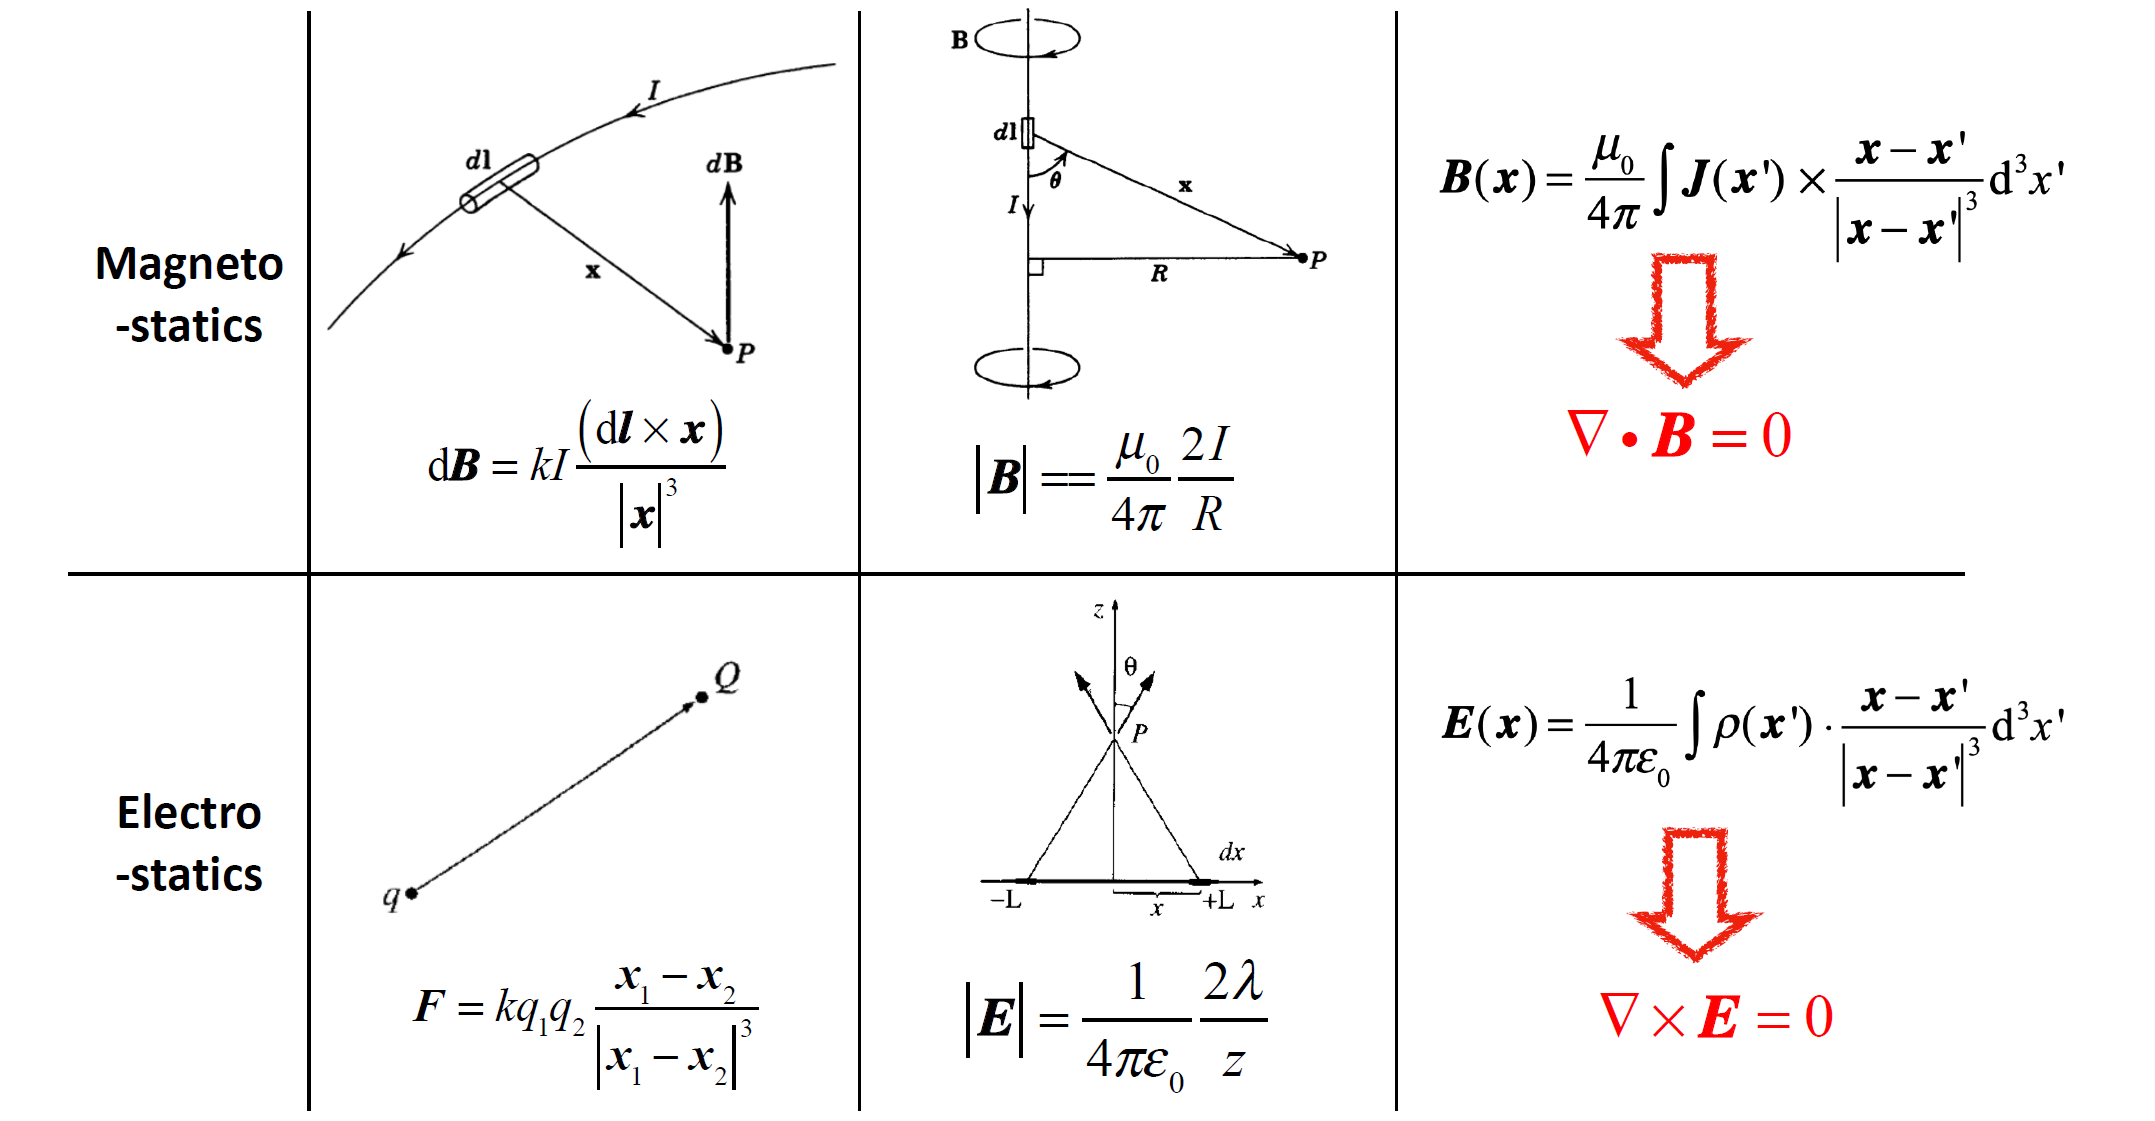 Magneto
-statics
I
dl
dB
x
P
d𝑩 = kI (d𝒍 × 𝒙) / |𝒙|³
B
dl
θ
x
I
R
P
|𝑩| == μ₀/4π 2I/R
𝑩(𝒙) = μ₀/4π ∫ 𝑱(𝒙') × (𝒙 − 𝒙')/|𝒙 − 𝒙'|³ d³x'
∇ • 𝑩 = 0
Electro
-statics
Q
q
𝑭 = kq₁q₂ (𝒙₁ − 𝒙₂)/|𝒙₁ − 𝒙₂|³
z
θ
P
dx
−L
x
+L
x
|𝑬| = 1/4πε₀ 2λ/z
𝑬(𝒙) = 1/4πε₀ ∫ ρ(𝒙') · (𝒙 − 𝒙')/|𝒙 − 𝒙'|³ d³x'
∇ × 𝑬 = 0